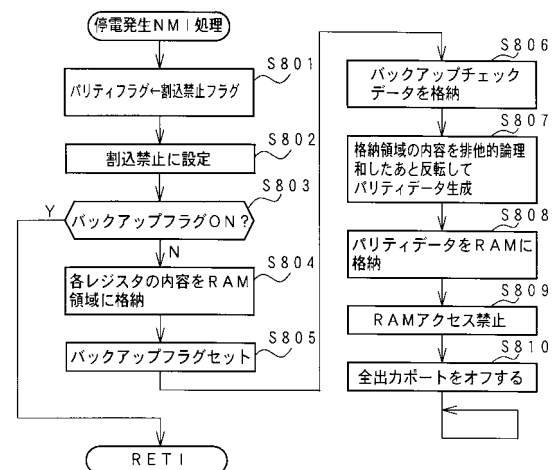 停電発生NMI処理
S801
パリティフラグ←割込禁止フラグ
S802
割込禁止に設定
S803
バックアップフラグON?
Y
N
S804
各レジスタの内容をRAM
領域に格納
S805
バックアップフラグセット
RETI
S806
バックアップチェック
データを格納
S807
格納領域の内容を排他的論理
和したあと反転して
パリティデータ生成
S808
パリティデータをRAMに
格納
S809
RAMアクセス禁止
S810
全出力ポートをオフする